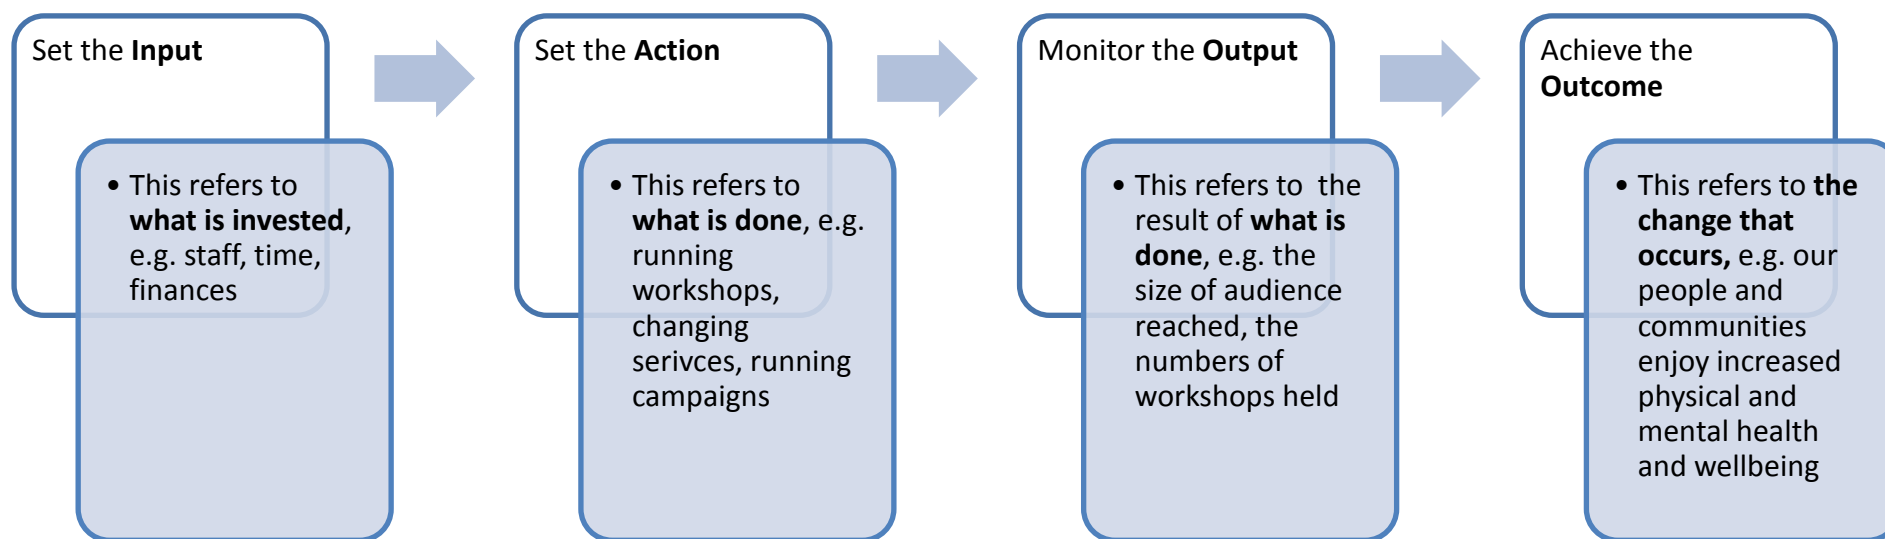 Set the Input
• This refers to
what is invested,
e.g. staff, time,
finances
Set the Action
• This refers to
what is done, e.g.
running
workshops,
changing
serivces, running
campaigns
Monitor the Output
• This refers to  the
result of what is
done, e.g. the
size of audience
reached, the
numbers of
workshops held
Achieve the
Outcome
• This refers to the
change that
occurs, e.g. our
people and
communities
enjoy increased
physical and
mental health
and wellbeing